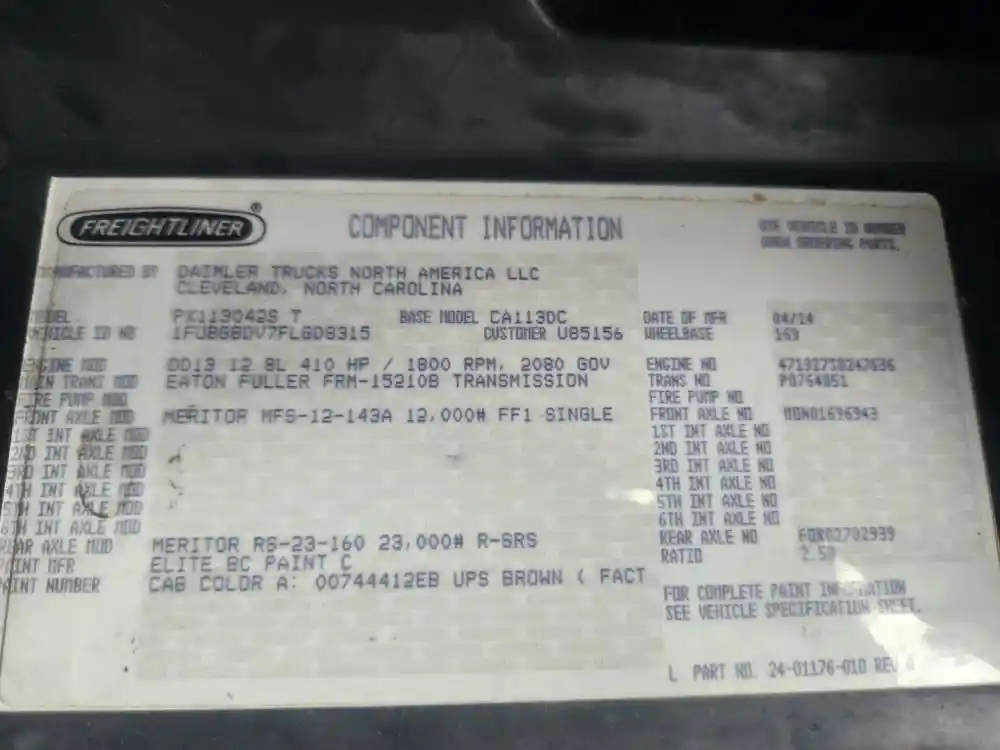 FREIGHTLINER ®
COMPONENT INFORMATION
USE VEHICLE ID NUMBER
WHEN ORDERING PARTS.
MANUFACTURED BY DAIMLER TRUCKS NORTH AMERICA LLC
CLEVELAND, NORTH CAROLINA
MODEL PX113042S T BASE MODEL CA113DC DATE OF MFR 04/14
VEHICLE ID NO 1FUBGBDV7FLGD8315 CUSTOMER U85156 WHEELBASE 169
ENGINE MOD DD13 12.8L 410 HP / 1800 RPM, 2080 GOV ENGINE NO
MAIN TRANS MOD EATON FULLER FRM-15210B TRANSMISSION TRANS NO P0764851
FIRE PUMP MOD FIRE PUMP NO
FRONT AXLE MOD MERITOR MFS-12-143A 12,000# FF1 SINGLE FRONT AXLE NO
1ST INT AXLE MOD 1ST INT AXLE NO
2ND INT AXLE MOD 2ND INT AXLE NO
3RD INT AXLE MOD 3RD INT AXLE NO
4TH INT AXLE MOD 4TH INT AXLE NO
5TH INT AXLE MOD 5TH INT AXLE NO
6TH INT AXLE MOD 6TH INT AXLE NO
REAR AXLE MOD MERITOR RS-23-160 23,000# R-SRS REAR AXLE NO
PAINT MFR ELITE BC PAINT C RATIO
PAINT NUMBER CAB COLOR A: 00744412EB UPS BROWN ( FACT
FOR COMPLETE PAINT INFORMATION
SEE VEHICLE SPECIFICATION SHEET.
L PART NO. 24-01176-010 REV